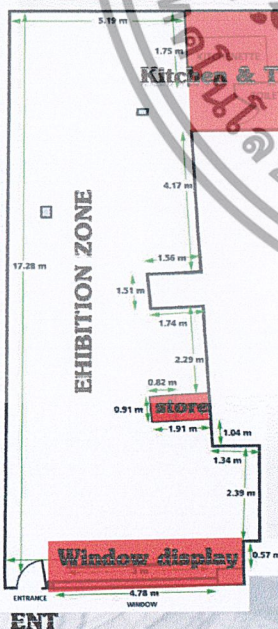 5.19 m
1.75 m
Kitchen & T
4.17 m
EHIBITION ZONE
17.28 m
1.56 m
1.51 m
1.74 m
2.29 m
0.82 m
0.91 m
store
1.91 m
1.04 m
1.34 m
2.39 m
0.57 m
Window display
ENTRANCE
4.78 m
WINDOW
ENT